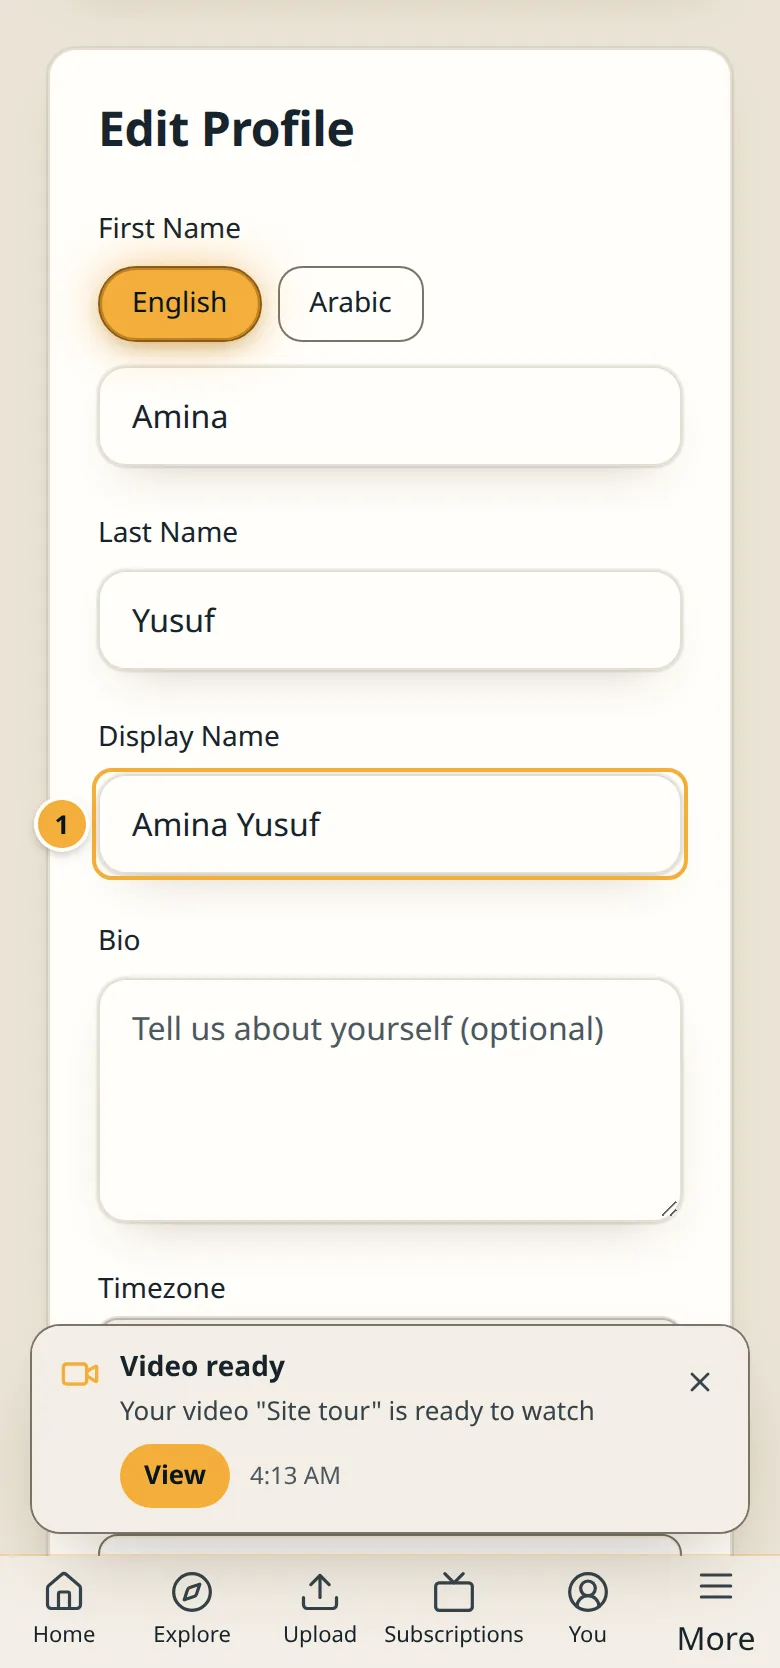 Edit Profile
First Name
English
Arabic
Amina
Last Name
Yusuf
Display Name
1
Amina Yusuf
Bio
Tell us about yourself (optional)
Timezone
Video ready
Your video "Site tour" is ready to watch
View
4:13 AM
Home
Explore
Upload
Subscriptions
You
More